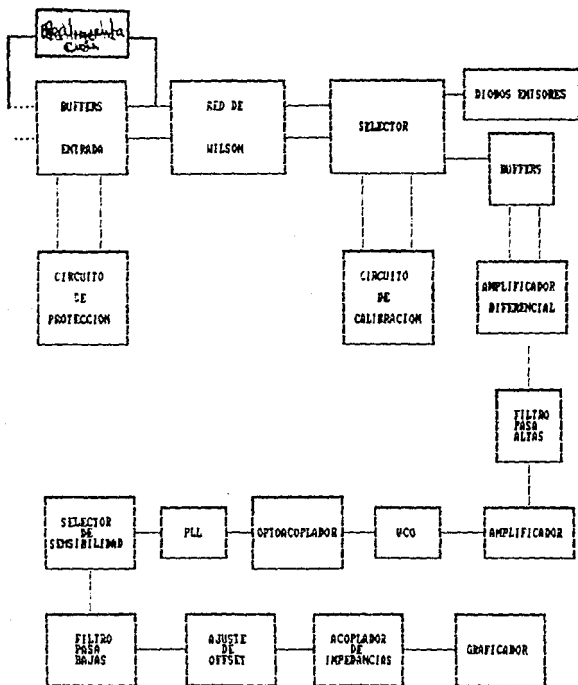 BUFFERS
ENTRADA
RED DE
WILSON
SELECTOR
DIODOS EMISORES
BUFFERS
CIRCUITO
DE
PROTECCION
CIRCUITO
DE
CALIBRACION
AMPLIFICADOR
DIFERENCIAL
FILTRO
PASA
ALTAS
SELECTOR
DE
SENSIBILIDAD
PLL
OPTOACOPLADOR
VCO
AMPLIFICADOR
FILTRO
PASA
BAJAS
AJUSTE
DE
OFFSET
ACOPLADOR
DE
IMPEDANCIAS
GRAFICADOR